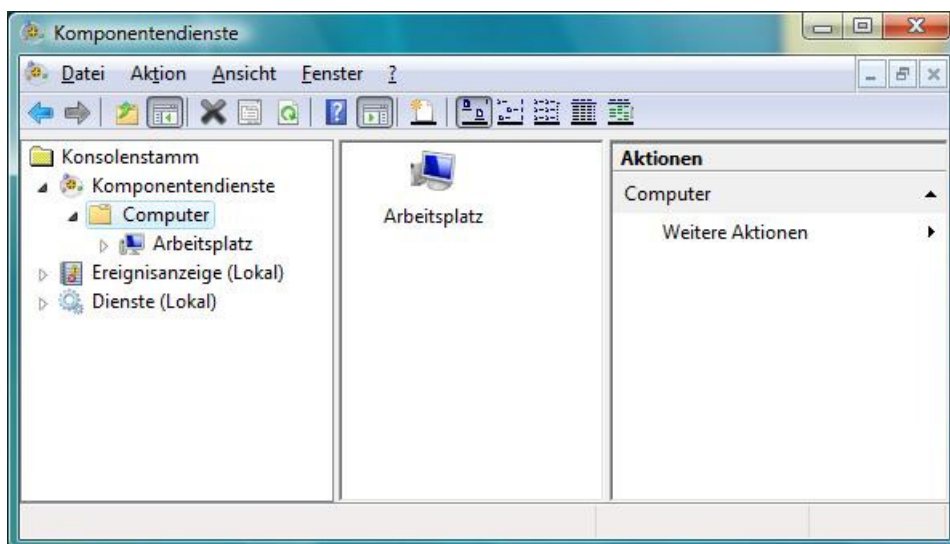 Komponentendienste
Datei Aktion Ansicht Fenster ?
Konsolenstamm
Komponentendienste
Computer
Arbeitsplatz
Ereignisanzeige (Lokal)
Dienste (Lokal)
Arbeitsplatz
Aktionen
Computer
Weitere Aktionen